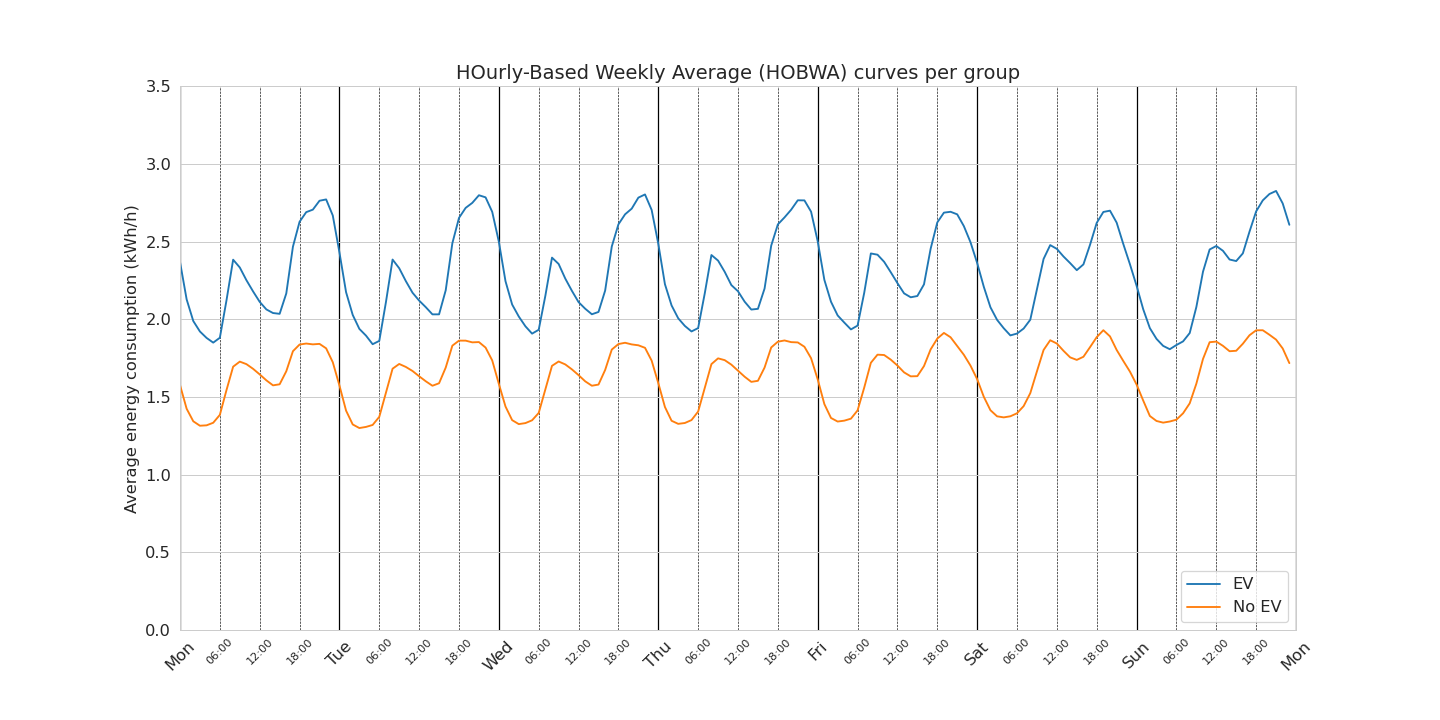 HOurly-Based Weekly Average (HOBWA) curves per group
Average energy consumption (kWh/h)
3.5
3.0
2.5
2.0
1.5
1.0
0.5
0.0
EV
No EV
Mon 06:00 12:00 18:00 Tue 06:00 12:00 18:00 Wed 06:00 12:00 18:00 Thu 06:00 12:00 18:00 Fri 06:00 12:00 18:00 Sat 06:00 12:00 18:00 Sun 06:00 12:00 18:00 Mon